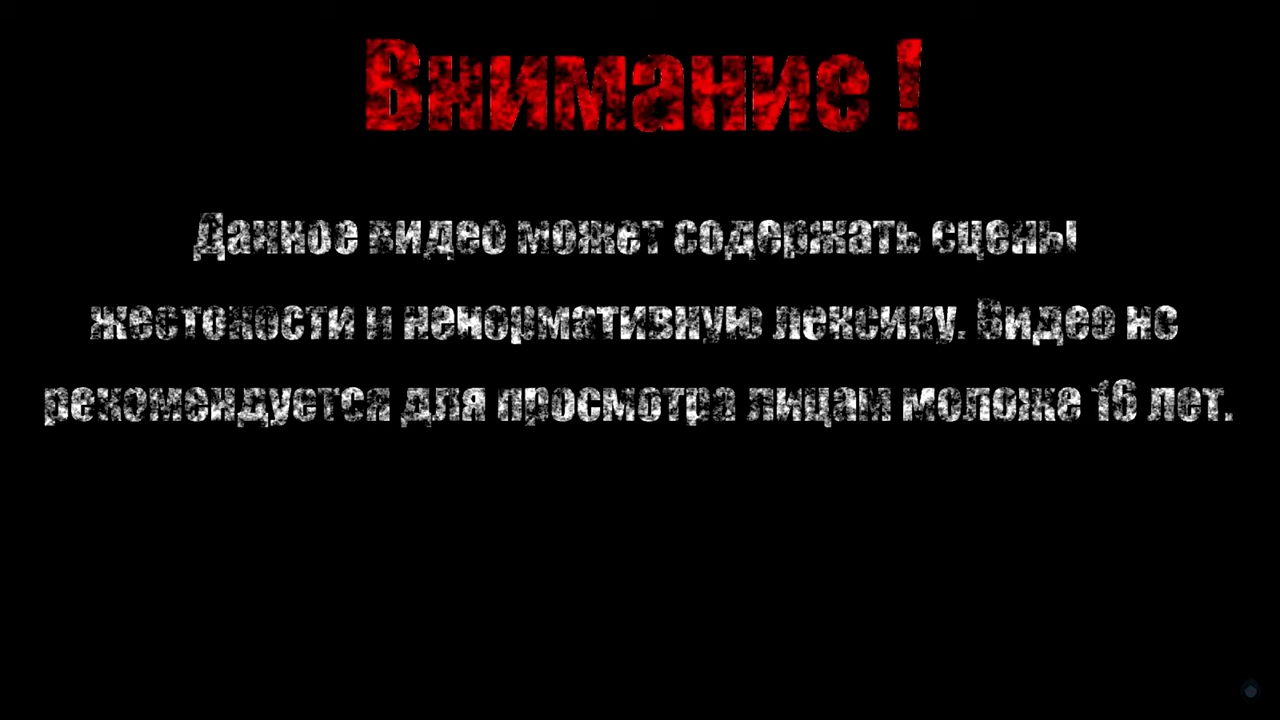 Внимание !
Данное видео может содержать сцены
жестокости и ненормативную лексику. Видео не
рекомендуется для просмотра лицам моложе 16 лет.